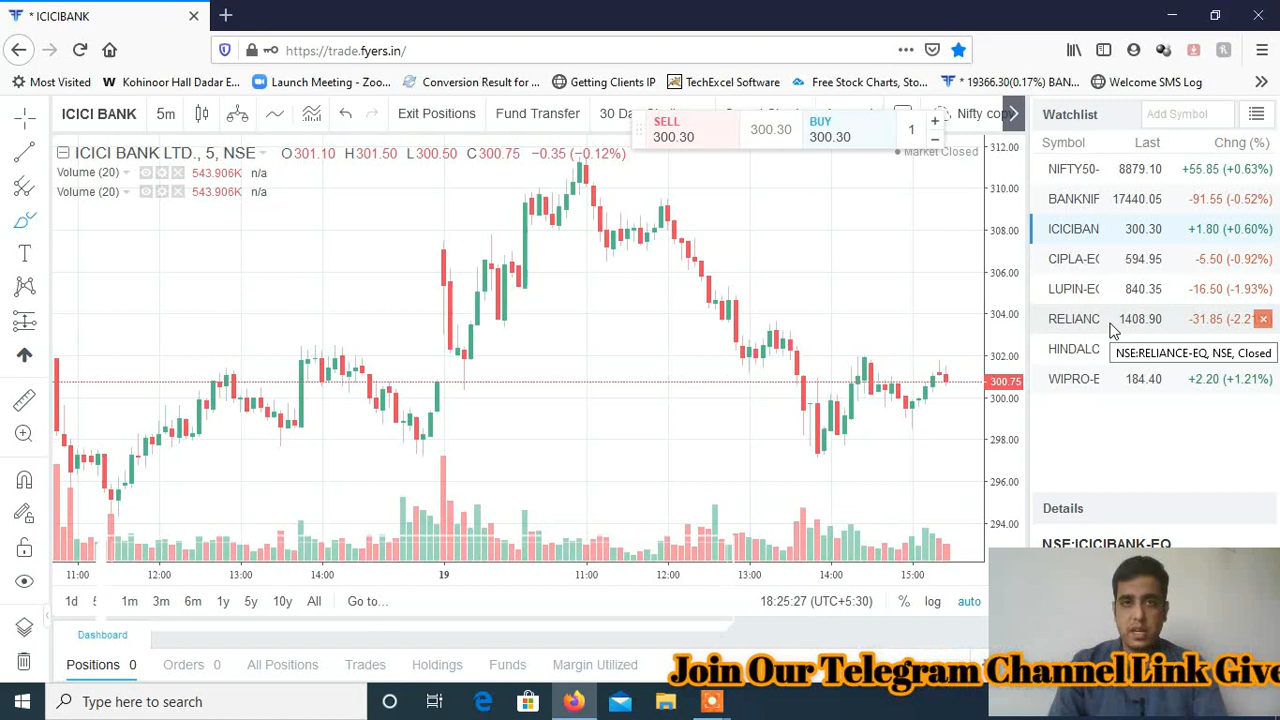 * ICICIBANK
https://trade.fyers.in/
Most Visited
Kohinoor Hall Dadar E...
Launch Meeting - Zoo...
Conversion Result for ...
Getting Clients IP
TechExcel Software
Free Stock Charts, Sto...
* 19366.30(0.17%) BAN...
Welcome SMS Log
ICICI BANK 5m Exit Positions Fund Transfer 30 Da Nifty cop
SELL 300.30 300.30 BUY 300.30 1
Market Closed
ICICI BANK LTD., 5, NSE O301.10 H301.50 L300.50 C300.75 −0.35 (−0.12%)
Volume (20) 543.906K n/a
Volume (20) 543.906K n/a
312.00
310.00
308.00
306.00
304.00
302.00
300.75
300.00
298.00
296.00
294.00
11:00 12:00 13:00 14:00 19 11:00 12:00 13:00 14:00 15:00
1d 5 1m 3m 6m 1y 5y 10y All Go to... 18:25:27 (UTC+5:30) % log auto
Dashboard
Positions 0 Orders 0 All Positions Trades Holdings Funds Margin Utilized
Watchlist Add Symbol
Symbol Last Chng (%)
NIFTY50- 8879.10 +55.85 (+0.63%)
BANKNIF 17440.05 -91.55 (-0.52%)
ICICIBAN 300.30 +1.80 (+0.60%)
CIPLA-EQ 594.95 -5.50 (-0.92%)
LUPIN-EQ 840.35 -16.50 (-1.93%)
RELIANC 1408.90 -31.85 (-2.21
HINDALC
NSE:RELIANCE-EQ, NSE, Closed
WIPRO-E 184.40 +2.20 (+1.21%)
Details
NSE:ICICIBANK-EQ
Join Our Telegram Channel Link Give
Type here to search